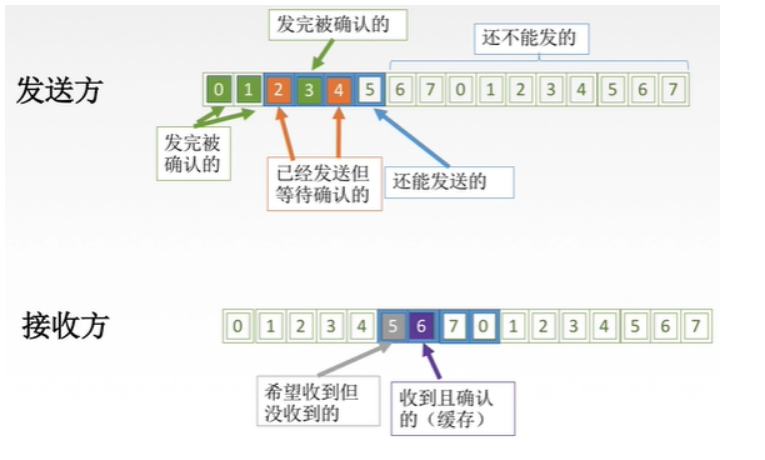 发完被确认的
还不能发的
发送方
0 1 2 3 4 5 6 7 0 1 2 3 4 5 6 7
发完被
确认的
已经发送但
等待确认的
还能发送的
接收方
0 1 2 3 4 5 6 7 0 1 2 3 4 5 6 7
希望收到但
没收到的
收到且确认
的（缓存）